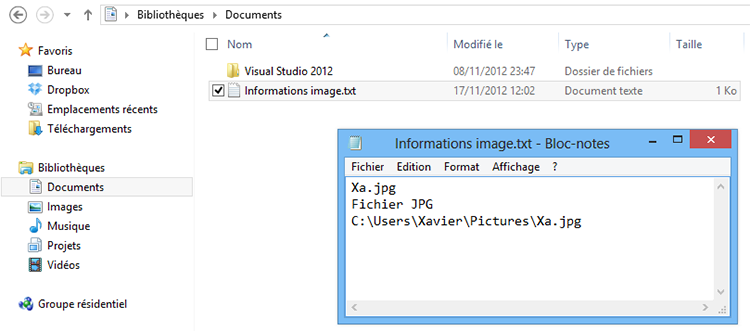 Bibliothèques Documents
Favoris
Bureau
Dropbox
Emplacements récents
Téléchargements
Bibliothèques
Documents
Images
Musique
Projets
Vidéos
Groupe résidentiel
Nom Modifié le Type Taille
Visual Studio 2012 08/11/2012 23:47 Dossier de fichiers
Informations image.txt 17/11/2012 12:02 Document texte 1 Ko
Informations image.txt - Bloc-notes
Fichier Edition Format Affichage ?
Xa.jpg
Fichier JPG
C:\Users\Xavier\Pictures\Xa.jpg